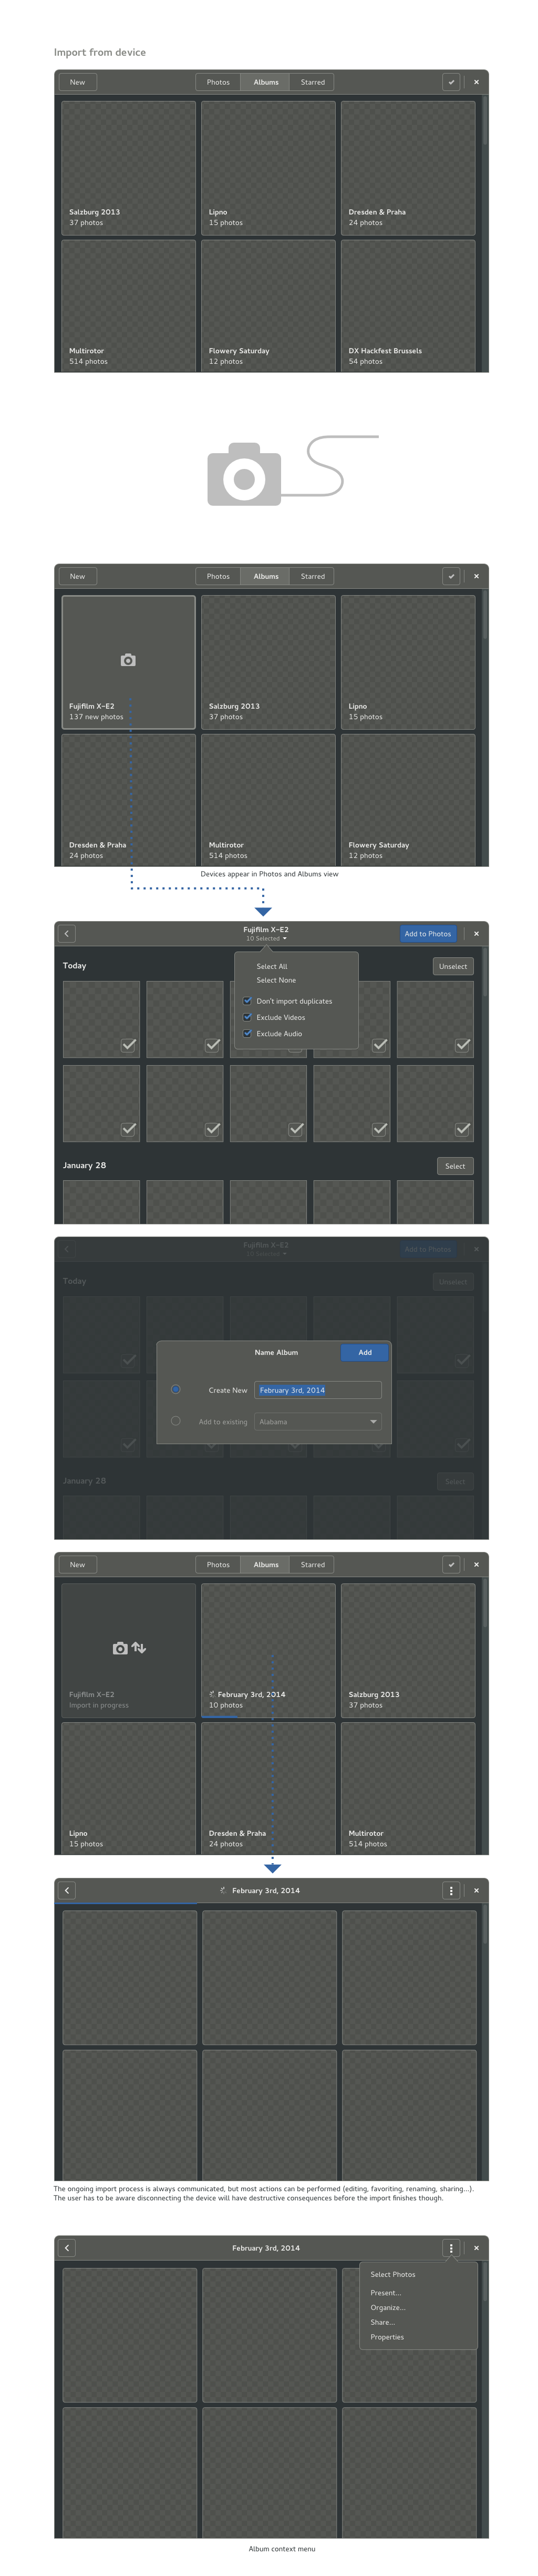 Import from device
New Photos Albums Starred
Salzburg 2013 Lipno Dresden & Praha
37 photos 15 photos 24 photos
Multirotor Flowery Saturday DX Hackfest Brussels
514 photos 12 photos 54 photos
New Photos Albums Starred
Fujifilm X-E2 Salzburg 2013 Lipno
137 new photos 37 photos 15 photos
Dresden & Praha Multirotor Flowery Saturday
24 photos 514 photos 12 photos
Devices appear in Photos and Albums view
Fujifilm X-E2
10 Selected
Add to Photos
Today
Unselect
Select All
Select None
Don't import duplicates
Exclude Videos
Exclude Audio
January 28
Select
Fujifilm X-E2
10 Selected
Add to Photos
Today
Unselect
Name Album
Add
Create New February 3rd, 2014
Add to existing Alabama
January 28
Select
New Photos Albums Starred
Fujifilm X-E2 February 3rd, 2014 Salzburg 2013
Import in progress 10 photos 37 photos
Lipno Dresden & Praha Multirotor
15 photos 24 photos 514 photos
February 3rd, 2014
The ongoing import process is always communicated, but most actions can be performed (editing, favoriting, renaming, sharing...).
The user has to be aware disconnecting the device will have destructive consequences before the import finishes though.
February 3rd, 2014
Select Photos
Present...
Organize...
Share...
Properties
Album context menu